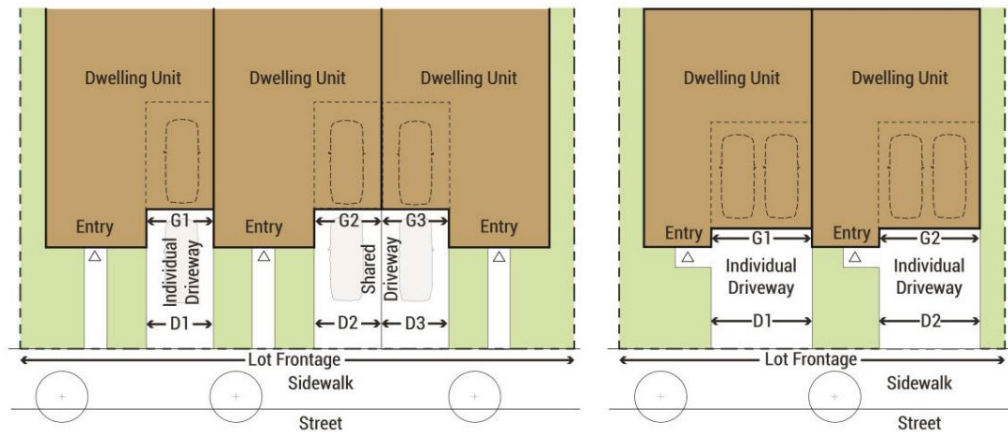 Dwelling Unit
Dwelling Unit
Dwelling Unit
Entry
G1
Entry
G2
G3
Entry
Individual
Driveway
Shared
Driveway
D1
D2
D3
Lot Frontage
Sidewalk
Street
Dwelling Unit
Dwelling Unit
Entry
G1
Entry
G2
Individual
Driveway
Individual
Driveway
D1
D2
Lot Frontage
Sidewalk
Street